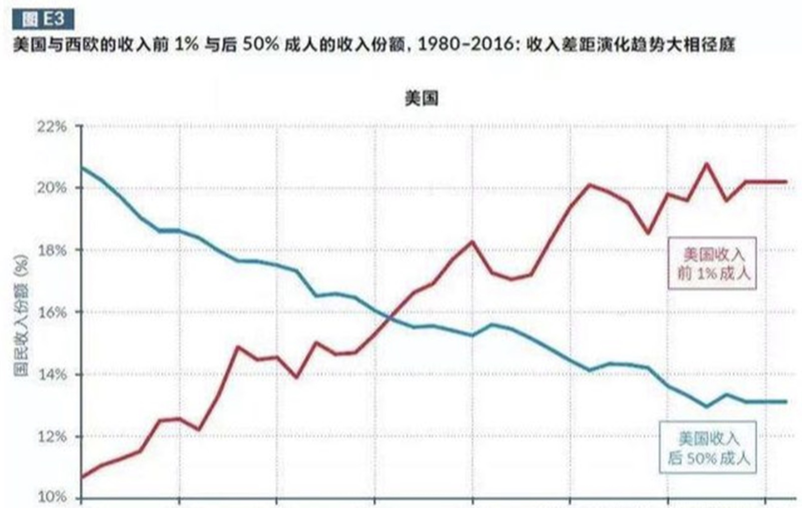 图 E3
美国与西欧的收入前 1% 与后 50% 成人的收入份额, 1980–2016: 收入差距演化趋势大相径庭
美国
22%
20%
18%
16%
14%
12%
10%
国民收入份额 (%)
美国收入
前 1% 成人
美国收入
后 50% 成人